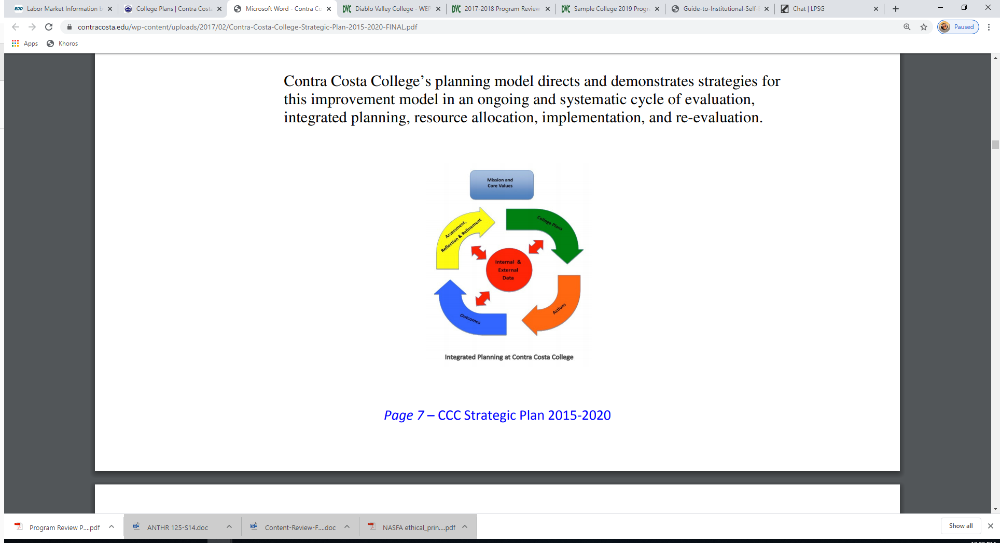 Labor Market Information b
College Plans | Contra Costa
Microsoft Word - Contra Co
Diablo Valley College - WEP
2017-2018 Program Review
Sample College 2019 Progr
Guide-to-Institutional-Self-
Chat | LPSG
EDD
DVC
DVC
DVC
contracosta.edu/wp-content/uploads/2017/02/Contra-Costa-College-Strategic-Plan-2015-2020-FINAL.pdf
Paused
Apps
Khoros
Contra Costa College’s planning model directs and demonstrates strategies for
this improvement model in an ongoing and systematic cycle of evaluation,
integrated planning, resource allocation, implementation, and re-evaluation.
Mission and
Core Values
College Plans
Assessment,
Reflection & Refinement
Internal &
External
Data
Actions
Outcomes
Integrated Planning at Contra Costa College
Page 7 – CCC Strategic Plan 2015-2020
Program Review P....pdf
ANTHR 125-S14.doc
Content-Review-F....doc
NASFA ethical_prin....pdf
Show all